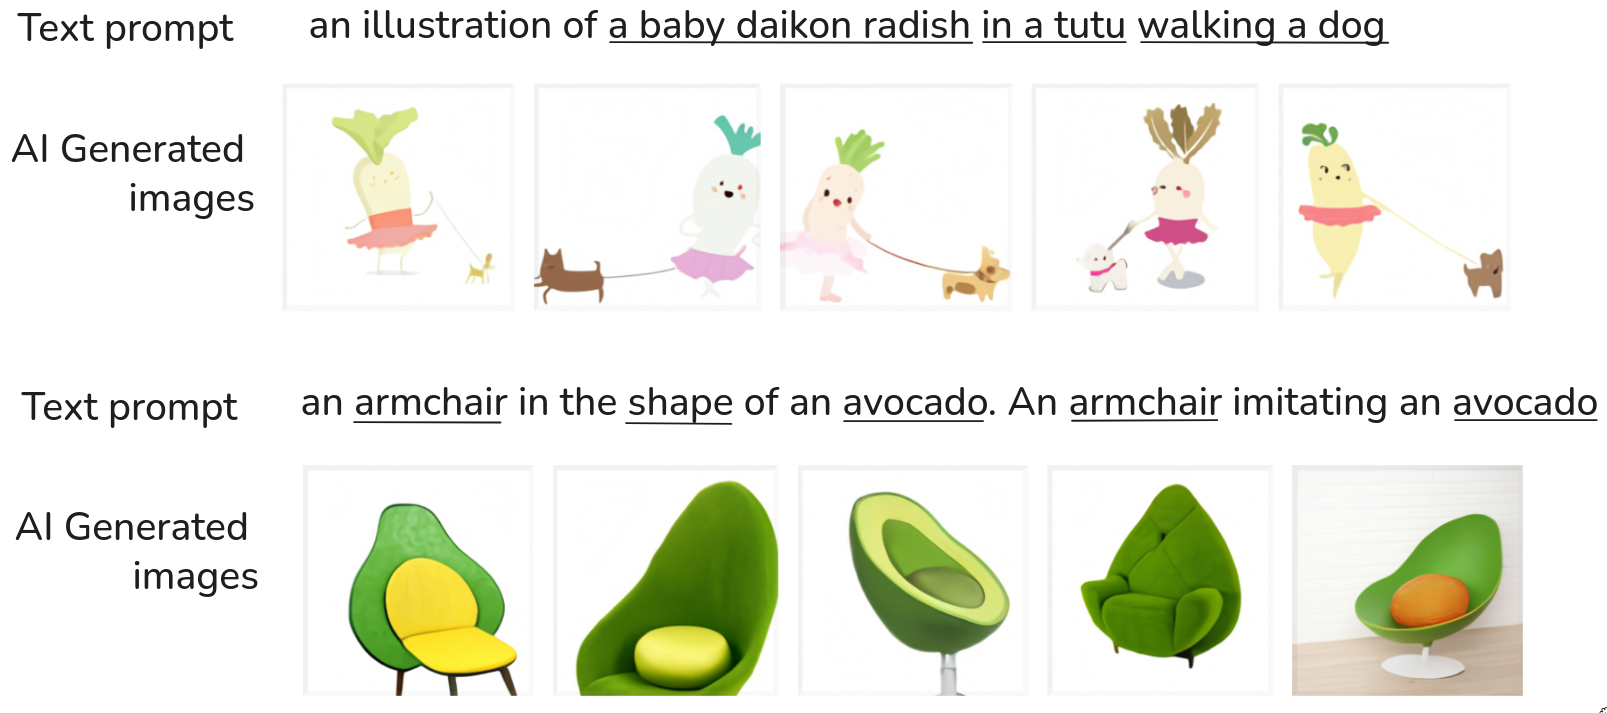 Text prompt an illustration of a baby daikon radish in a tutu walking a dog
AI Generated
images
Text prompt an armchair in the shape of an avocado. An armchair imitating an avocado
AI Generated
images